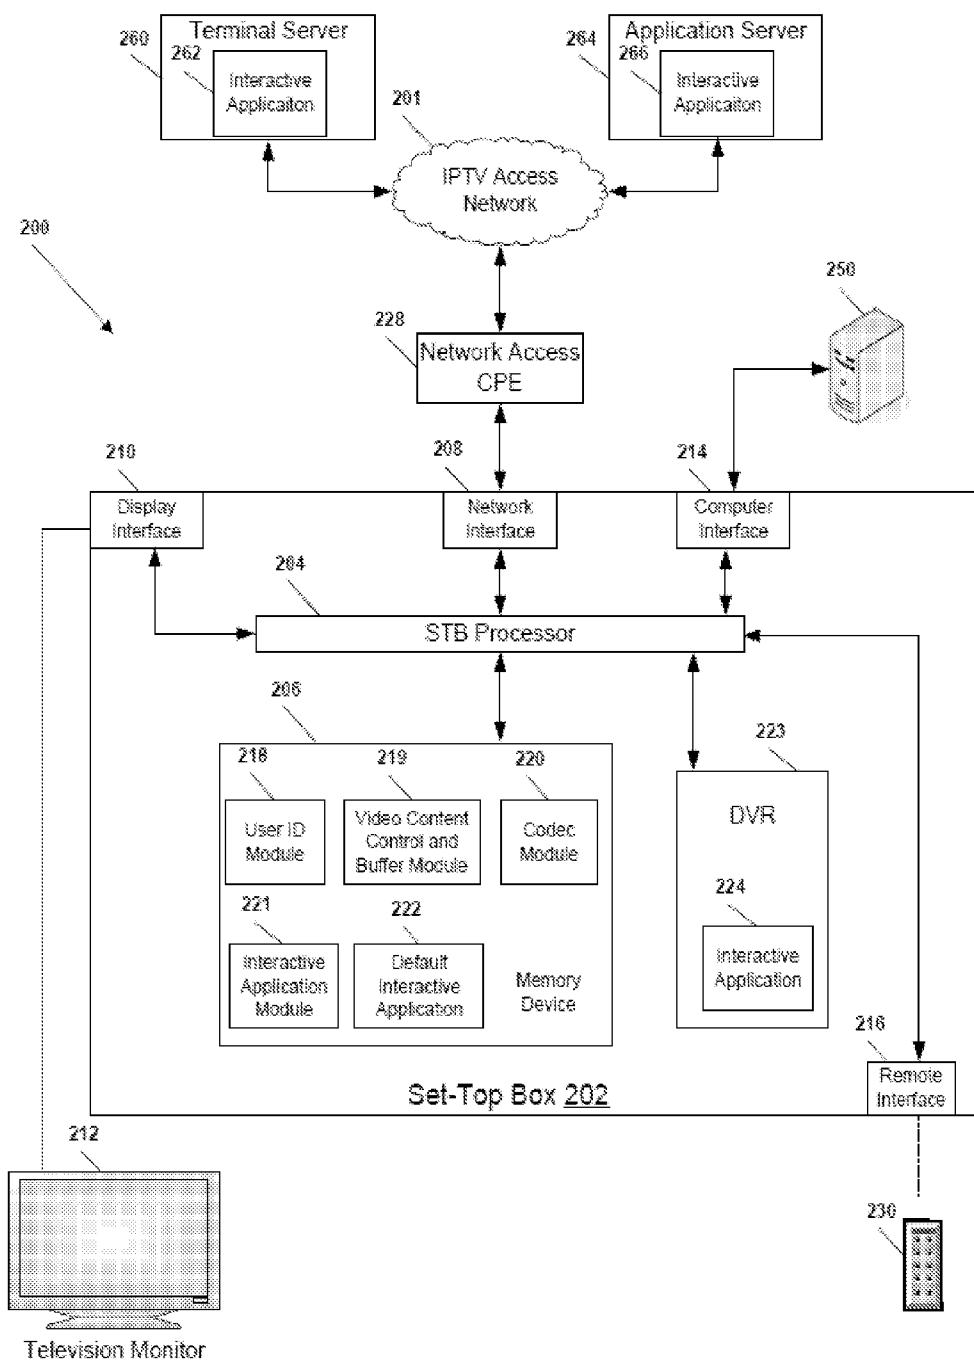 Terminal Server
260
262
Interactive
Applicaiton
Application Server
264
266
Interactive
Applicaiton
201
IPTV Access
Network
200
250
228
Network Access
CPE
210
208
214
Display
Interface
Network
Interface
Computer
Interface
204
STB Processor
206
218
219
220
223
User ID
Module
Video Content
Control and
Buffer Module
Codec
Module
DVR
221
222
224
Interactive
Application
Module
Default
Interactive
Application
Memory
Device
Interactive
Application
216
Remote
Interface
Set-Top Box 202
212
230
Television Monitor